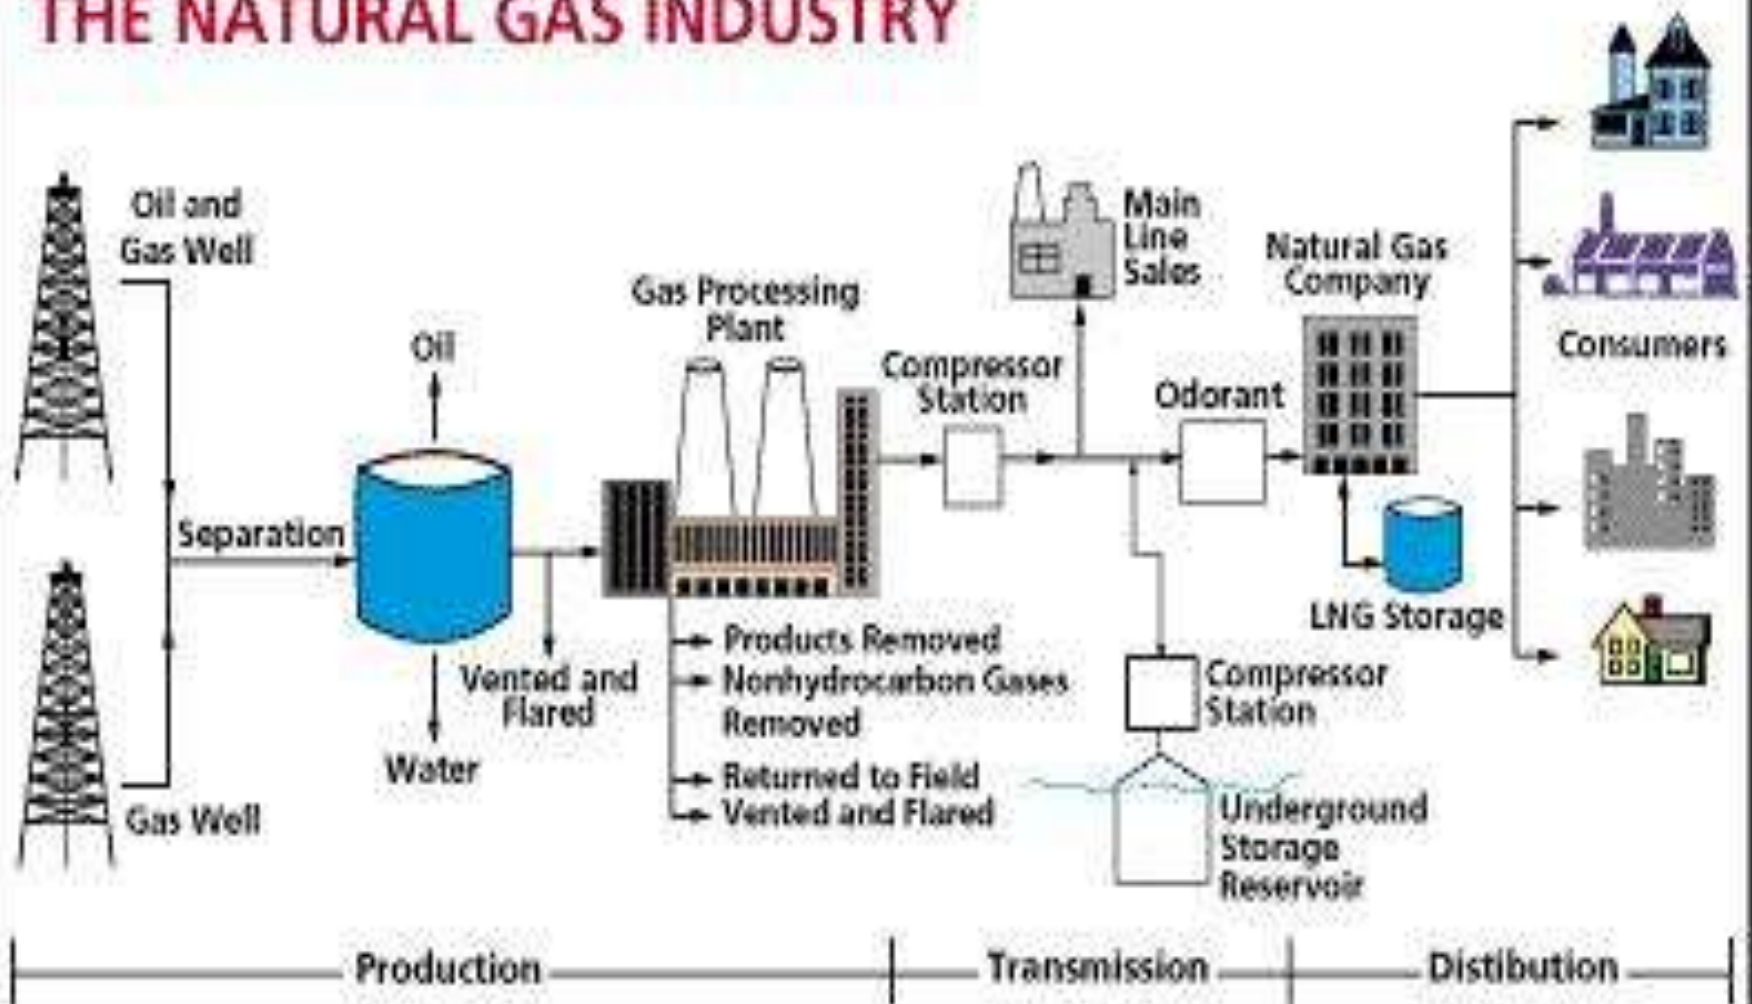 THE NATURAL GAS INDUSTRY
Oil and
Gas Well
Oil
Separation
Water
Gas Well
Vented and
Flared
Gas Processing
Plant
Products Removed
Nonhydrocarbon Gases
Removed
Returned to Field
Vented and Flared
Compressor
Station
Main
Line
Sales
Odorant
Compressor
Station
Underground
Storage
Reservoir
Natural Gas
Company
LNG Storage
Consumers
Production
Transmission
Distibution